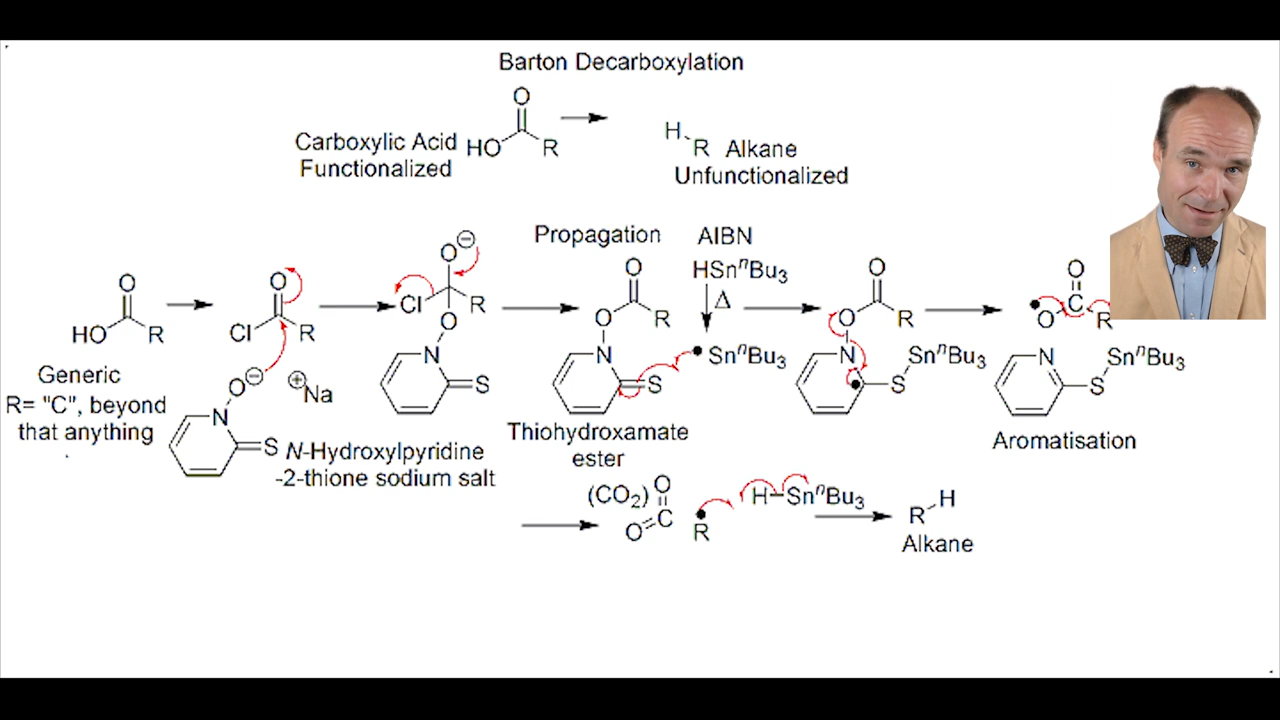 Barton Decarboxylation
O
Carboxylic Acid HO R
Functionalized
H
R Alkane
Unfunctionalized
Propagation AIBN
HSnⁿBu₃
Δ
O
HO R
Generic
R= "C", beyond
that anything
O
Cl R
O⊖ ⊕Na
N
S
N-Hydroxylpyridine
-2-thione sodium salt
O⊖
Cl R
O
N
S
O
O R
N
S
•SnⁿBu₃
Thiohydroxamate
ester
O
O R
N SnⁿBu₃
S
O
•O C R
N SnⁿBu₃
S
Aromatisation
(CO₂) O
C
O
R
H–SnⁿBu₃
R H
Alkane